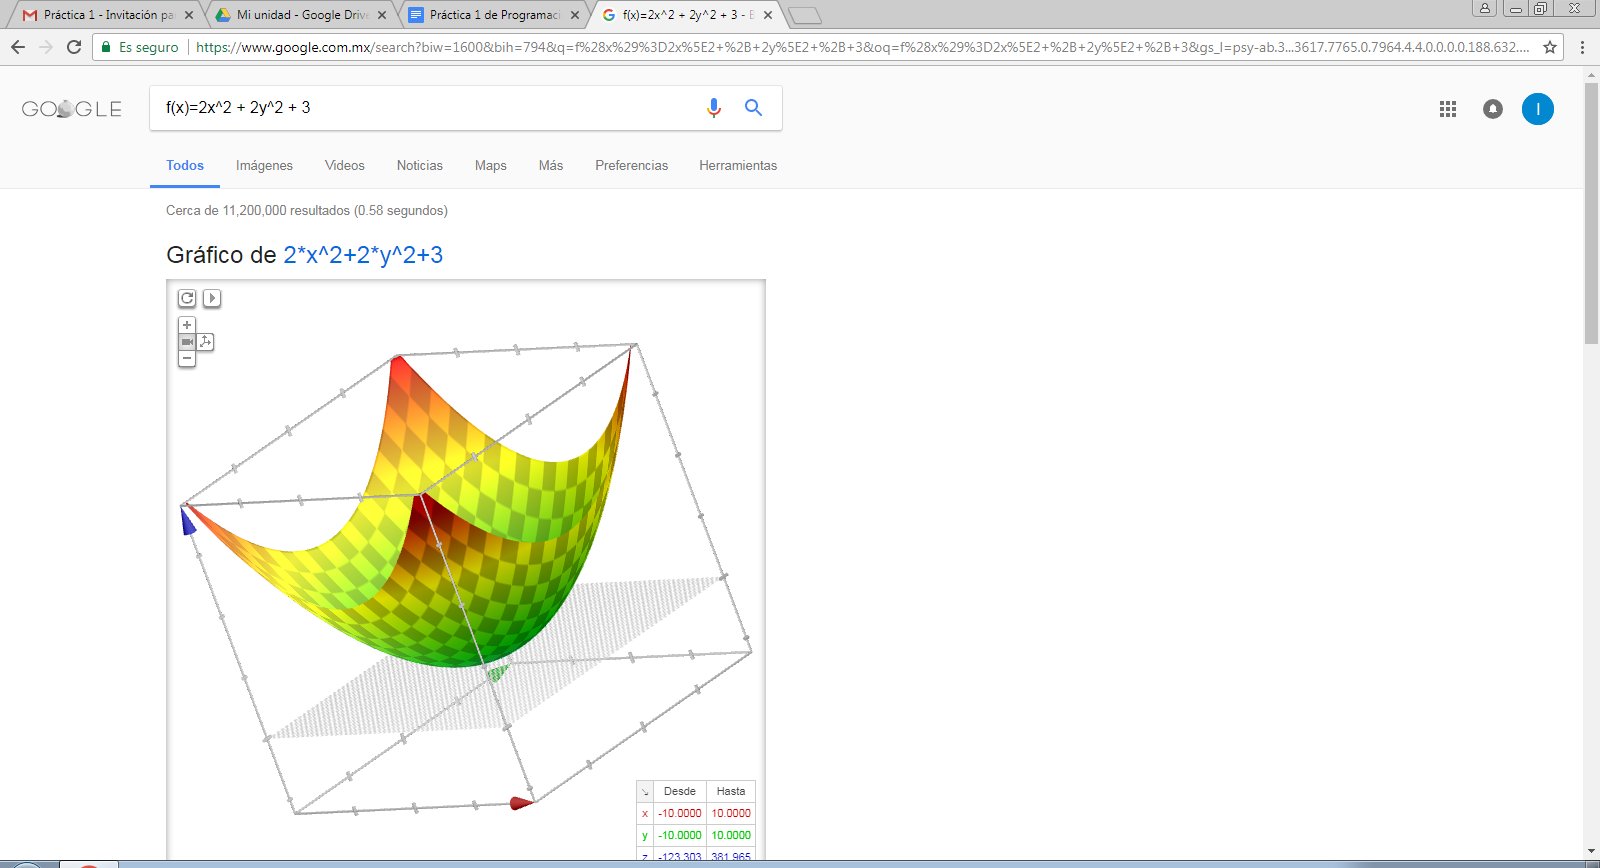 Práctica 1 - Invitación pa
Mi unidad - Google Drive
Práctica 1 de Programaci
f(x)=2x^2 + 2y^2 + 3 - B
Es seguro
https://www.google.com.mx/search?biw=1600&bih=794&q=f%28x%29%3D2x%5E2+%2B+2y%5E2+%2B+3&oq=f%28x%29%3D2x%5E2+%2B+2y%5E2+%2B+3&gs_l=psy-ab.3...3617.7765.0.7964.4.4.0.0.0.0.188.632....
GOOGLE
f(x)=2x^2 + 2y^2 + 3
I
Todos
Imágenes
Videos
Noticias
Maps
Más
Preferencias
Herramientas
Cerca de 11,200,000 resultados (0.58 segundos)
Gráfico de 2*x^2+2*y^2+3
Desde Hasta
x -10.0000 10.0000
y -10.0000 10.0000
z -123.303 381.965